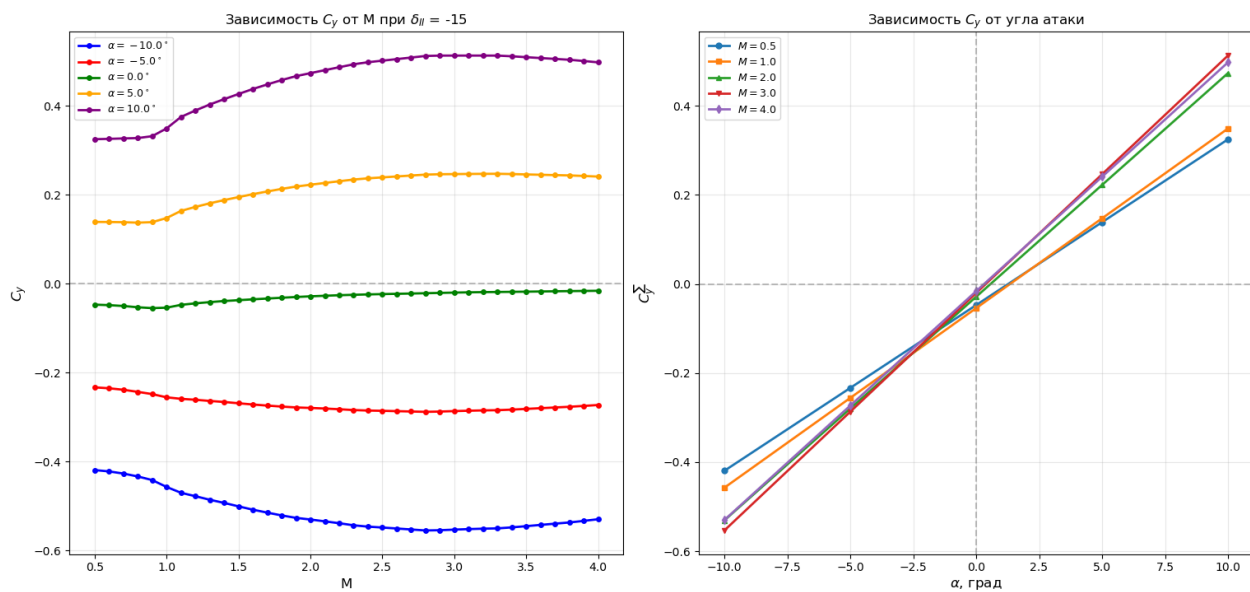 Зависимость C_y от M при δ_II = -15
α = −10.0°
α = −5.0°
α = 0.0°
α = 5.0°
α = 10.0°
C_y
0.4
0.2
0.0
−0.2
−0.4
−0.6
0.5
1.0
1.5
2.0
2.5
3.0
3.5
4.0
M
Зависимость C_y от угла атаки
M = 0.5
M = 1.0
M = 2.0
M = 3.0
M = 4.0
C_y^Σ
0.4
0.2
0.0
−0.2
−0.4
−0.6
−10.0
−7.5
−5.0
−2.5
0.0
2.5
5.0
7.5
10.0
α, град